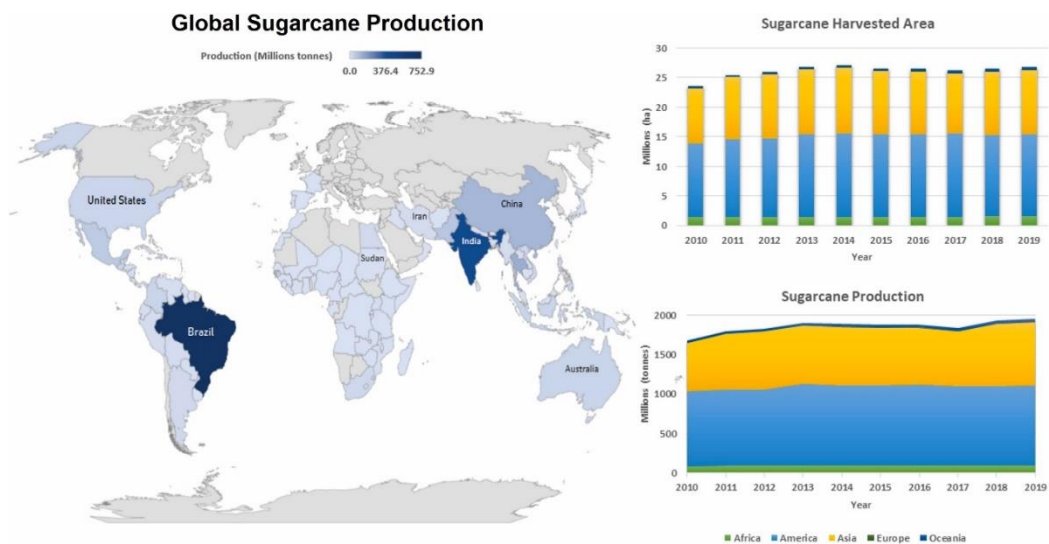 Global Sugarcane Production
Production (Millions tonnes)
0.0 376.4 752.9
United States
Brazil
Sudan
Iran
India
China
Australia
Sugarcane Harvested Area
Millions (ha)
30
25
20
15
10
5
0
2010 2011 2012 2013 2014 2015 2016 2017 2018 2019
Year
Sugarcane Production
Millions (tonnes)
2000
1500
1000
500
0
2010 2011 2012 2013 2014 2015 2016 2017 2018 2019
Year
Africa America Asia Europe Oceania